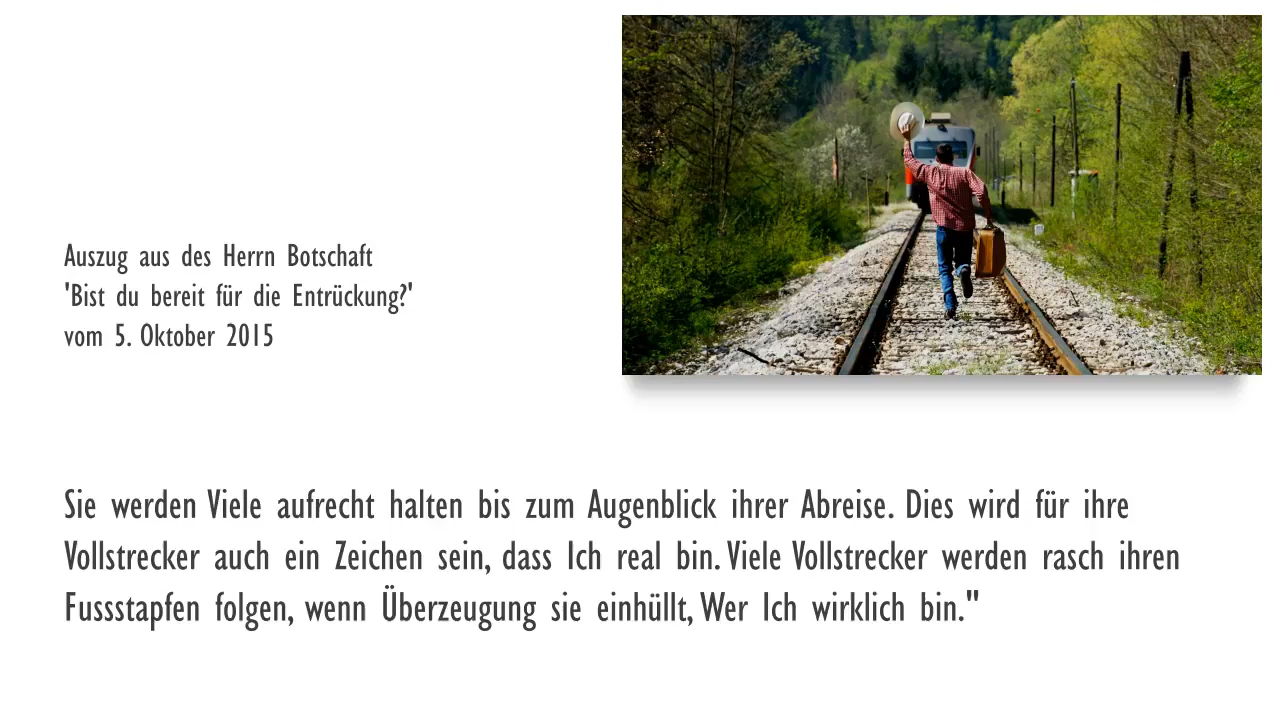 Auszug aus des Herrn Botschaft
'Bist du bereit für die Entrückung?'
vom 5. Oktober 2015
Sie werden Viele aufrecht halten bis zum Augenblick ihrer Abreise. Dies wird für ihre
Vollstrecker auch ein Zeichen sein, dass Ich real bin. Viele Vollstrecker werden rasch ihren
Fussstapfen folgen, wenn Überzeugung sie einhüllt, Wer Ich wirklich bin."